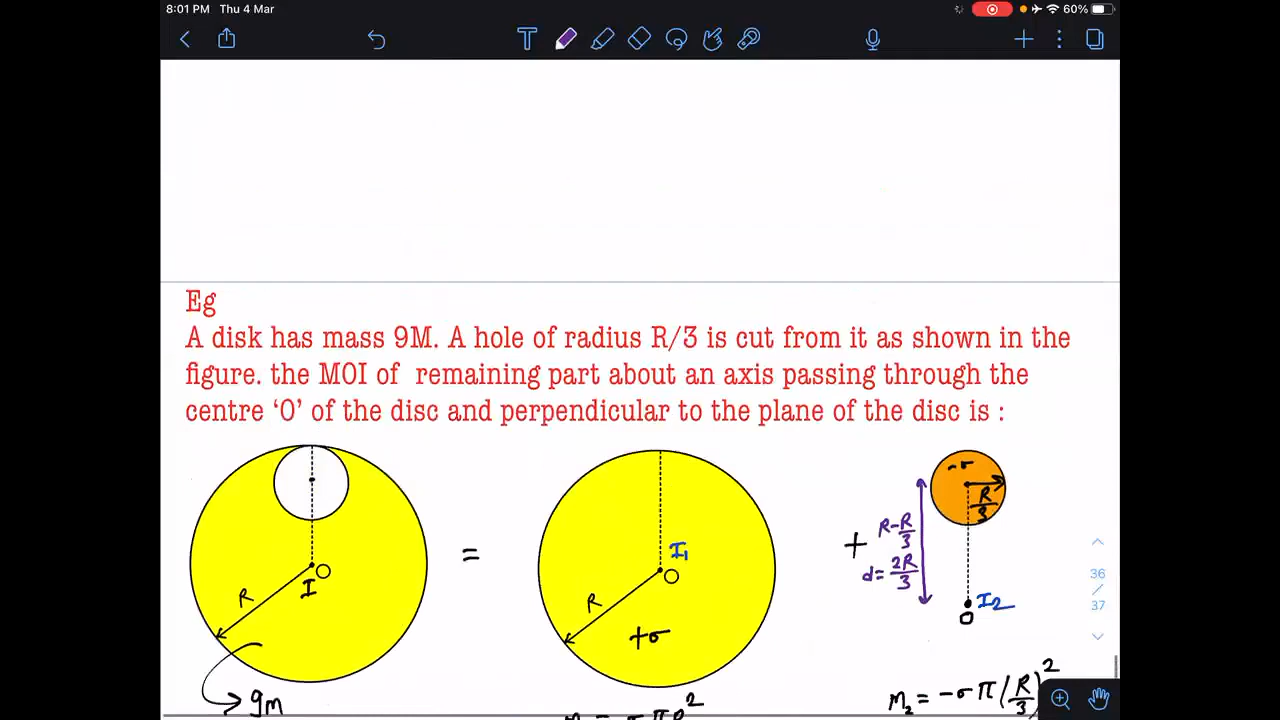 8:01 PM Thu 4 Mar
60%
T
Eg
A disk has mass 9M. A hole of radius R/3 is cut from it as shown in the
figure. the MOI of remaining part about an axis passing through the
centre ‘O’ of the disc and perpendicular to the plane of the disc is :
O
I
R
9M
=
I₁
O
R
+σ
+
-σ
R/3
R-R/3
d=2R/3
I₂
O
M₂ = -σπ(R/3)²
36
/
37